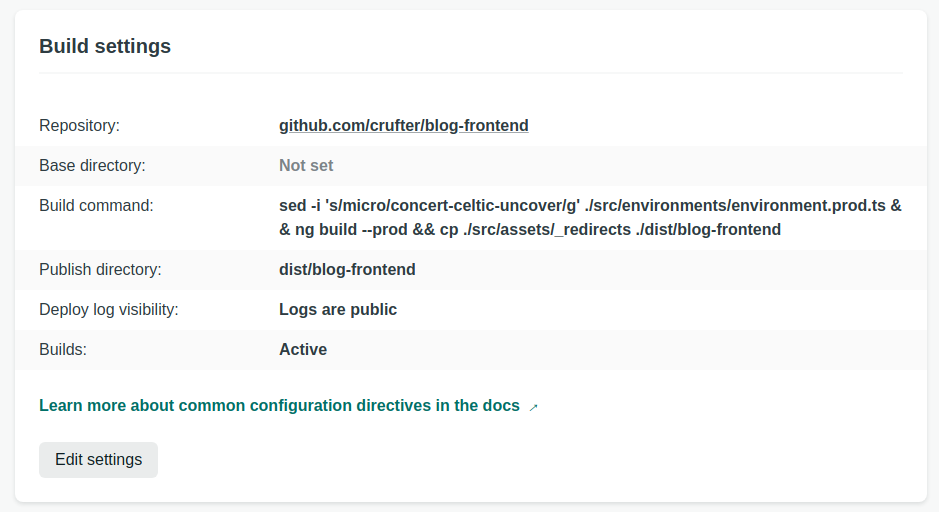 Build settings
Repository: github.com/crufter/blog-frontend
Base directory: Not set
Build command: sed -i 's/micro/concert-celtic-uncover/g' ./src/environments/environment.prod.ts &
& ng build --prod && cp ./src/assets/_redirects ./dist/blog-frontend
Publish directory: dist/blog-frontend
Deploy log visibility: Logs are public
Builds: Active
Learn more about common configuration directives in the docs ↗
Edit settings